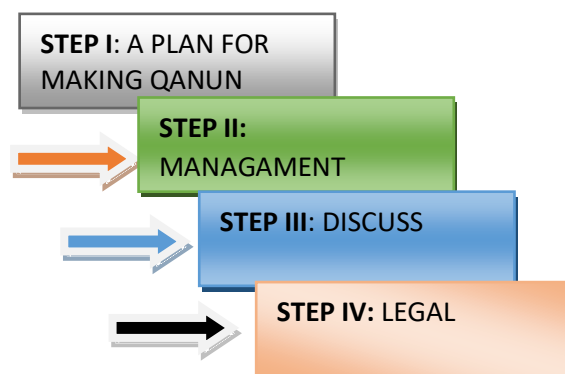 STEP I: A PLAN FOR
MAKING QANUN
STEP II:
MANAGAMENT
STEP III: DISCUSS
STEP IV: LEGAL